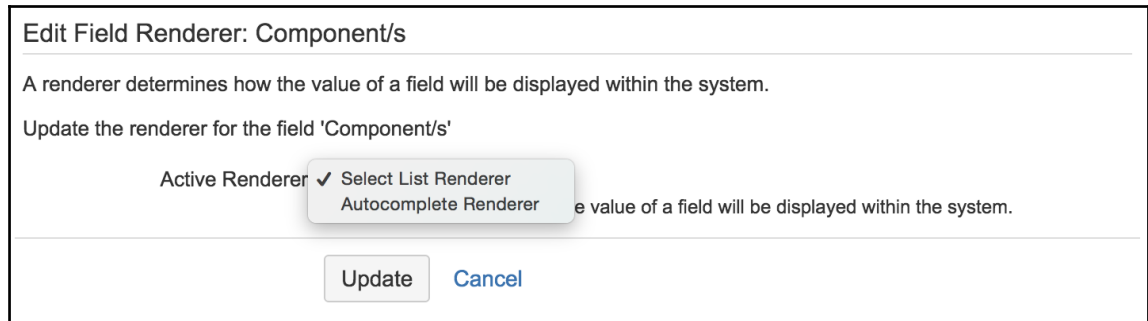 Edit Field Renderer: Component/s
A renderer determines how the value of a field will be displayed within the system.
Update the renderer for the field 'Component/s'
Active Renderer ✓ Select List Renderer
Autocomplete Renderer
e value of a field will be displayed within the system.
Update Cancel